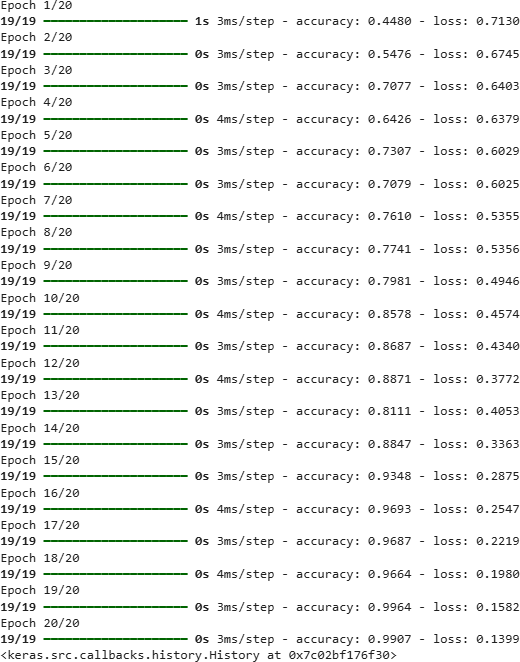 Epoch 1/20
19/19 ━━━━━━━━━━━━━━━━━━━━ 1s 3ms/step - accuracy: 0.4480 - loss: 0.7130
Epoch 2/20
19/19 ━━━━━━━━━━━━━━━━━━━━ 0s 3ms/step - accuracy: 0.5476 - loss: 0.6745
Epoch 3/20
19/19 ━━━━━━━━━━━━━━━━━━━━ 0s 3ms/step - accuracy: 0.7077 - loss: 0.6403
Epoch 4/20
19/19 ━━━━━━━━━━━━━━━━━━━━ 0s 4ms/step - accuracy: 0.6426 - loss: 0.6379
Epoch 5/20
19/19 ━━━━━━━━━━━━━━━━━━━━ 0s 3ms/step - accuracy: 0.7307 - loss: 0.6029
Epoch 6/20
19/19 ━━━━━━━━━━━━━━━━━━━━ 0s 3ms/step - accuracy: 0.7079 - loss: 0.6025
Epoch 7/20
19/19 ━━━━━━━━━━━━━━━━━━━━ 0s 4ms/step - accuracy: 0.7610 - loss: 0.5355
Epoch 8/20
19/19 ━━━━━━━━━━━━━━━━━━━━ 0s 3ms/step - accuracy: 0.7741 - loss: 0.5356
Epoch 9/20
19/19 ━━━━━━━━━━━━━━━━━━━━ 0s 3ms/step - accuracy: 0.7981 - loss: 0.4946
Epoch 10/20
19/19 ━━━━━━━━━━━━━━━━━━━━ 0s 4ms/step - accuracy: 0.8578 - loss: 0.4574
Epoch 11/20
19/19 ━━━━━━━━━━━━━━━━━━━━ 0s 3ms/step - accuracy: 0.8687 - loss: 0.4340
Epoch 12/20
19/19 ━━━━━━━━━━━━━━━━━━━━ 0s 4ms/step - accuracy: 0.8871 - loss: 0.3772
Epoch 13/20
19/19 ━━━━━━━━━━━━━━━━━━━━ 0s 3ms/step - accuracy: 0.8111 - loss: 0.4053
Epoch 14/20
19/19 ━━━━━━━━━━━━━━━━━━━━ 0s 3ms/step - accuracy: 0.8847 - loss: 0.3363
Epoch 15/20
19/19 ━━━━━━━━━━━━━━━━━━━━ 0s 3ms/step - accuracy: 0.9348 - loss: 0.2875
Epoch 16/20
19/19 ━━━━━━━━━━━━━━━━━━━━ 0s 4ms/step - accuracy: 0.9693 - loss: 0.2547
Epoch 17/20
19/19 ━━━━━━━━━━━━━━━━━━━━ 0s 3ms/step - accuracy: 0.9687 - loss: 0.2219
Epoch 18/20
19/19 ━━━━━━━━━━━━━━━━━━━━ 0s 4ms/step - accuracy: 0.9664 - loss: 0.1980
Epoch 19/20
19/19 ━━━━━━━━━━━━━━━━━━━━ 0s 3ms/step - accuracy: 0.9964 - loss: 0.1582
Epoch 20/20
19/19 ━━━━━━━━━━━━━━━━━━━━ 0s 3ms/step - accuracy: 0.9907 - loss: 0.1399
<keras.src.callbacks.history.History at 0x7c02bf176f30>